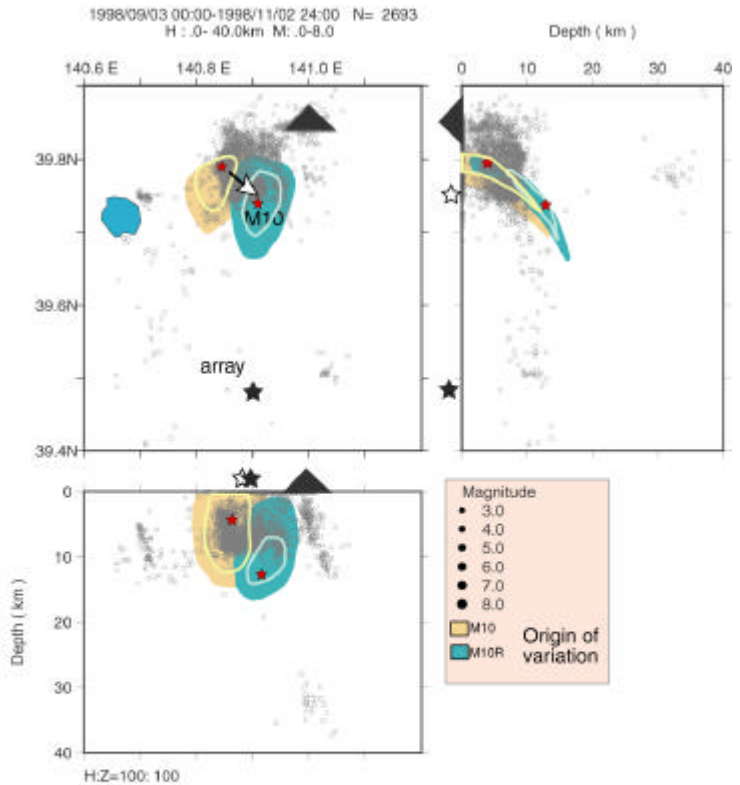 1998/09/03 00:00-1998/11/02 24:00 N= 2693
H : .0- 40.0km M: .0-8.0
Depth ( km )
140.6 E 140.8 E 141.0 E
0 10 20 30 40
39.8N
M10
39.6N
array
39.4N
0
10
20
30
40
Depth ( km )
Magnitude
3.0
4.0
5.0
6.0
7.0
8.0
M10
M10R
Origin of
variation
H:Z=100: 100